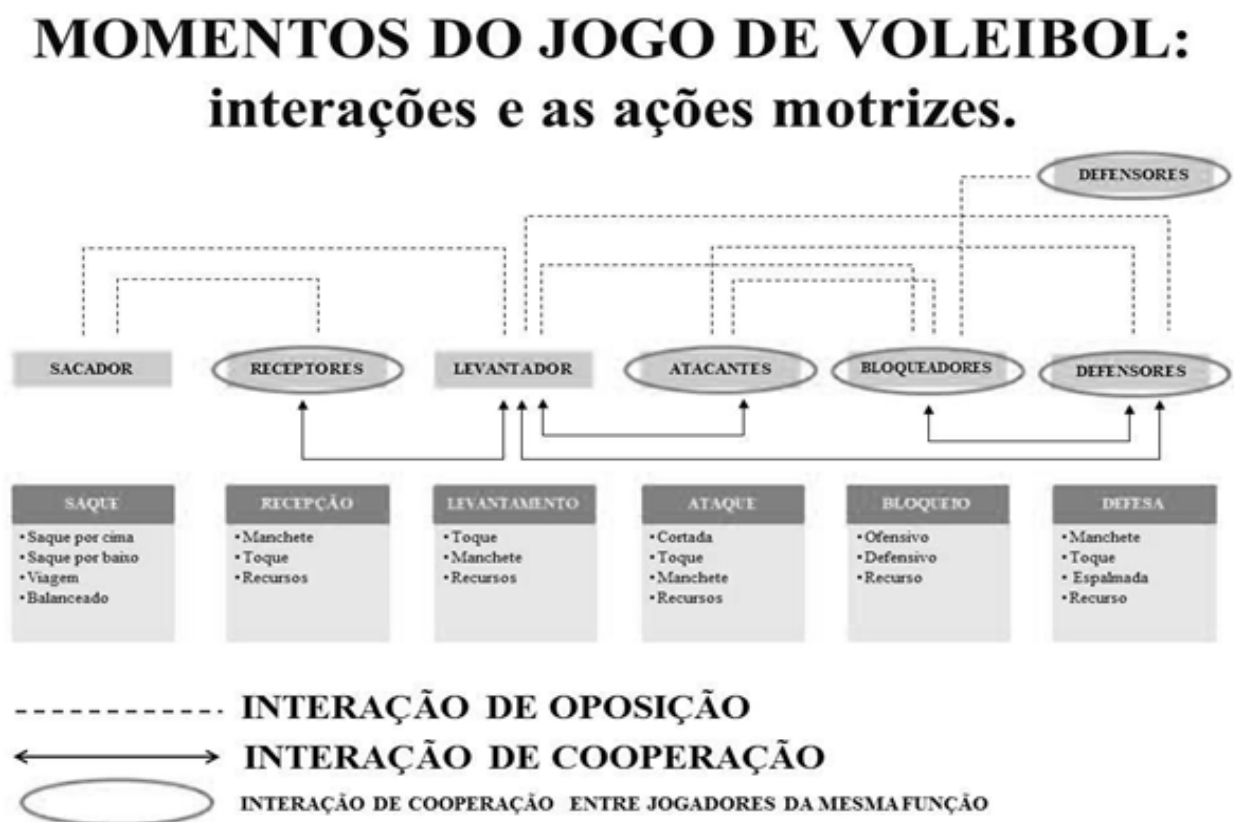 MOMENTOS DO JOGO DE VOLEIBOL:
interações e as ações motrizes.
DEFENSORES
SACADOR
RECEPTORES
LEVANTADOR
ATACANTES
BLOQUEADORES
DEFENSORES
SAQUE
• Saque por cima
• Saque por baixo
• Viagem
• Balanceado
RECEPÇÃO
• Manchete
• Toque
• Recursos
LEVANTAMENTO
• Toque
• Manchete
• Recursos
ATAQUE
• Cortada
• Toque
• Manchete
• Recursos
BLOQUEIO
• Ofensivo
• Defensivo
• Recurso
DEFESA
• Manchete
• Toque
• Espalmada
• Recurso
INTERAÇÃO DE OPOSIÇÃO
INTERAÇÃO DE COOPERAÇÃO
INTERAÇÃO DE COOPERAÇÃO ENTRE JOGADORES DA MESMA FUNÇÃO